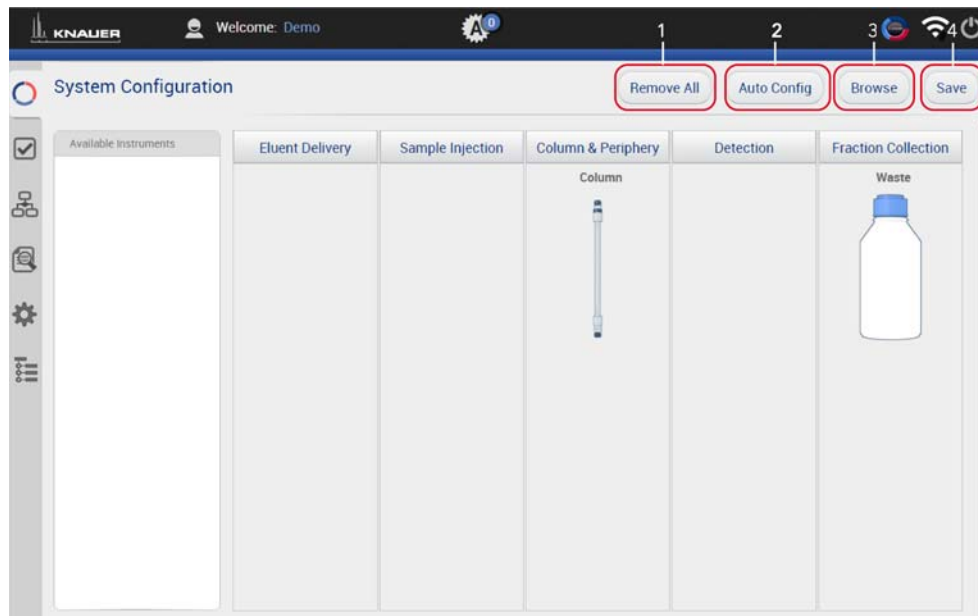 KNAUER
Welcome: Demo
A 0
1
2
3
4
System Configuration
Remove All
Auto Config
Browse
Save
Available Instruments
Eluent Delivery
Sample Injection
Column & Periphery
Detection
Fraction Collection
Column
Waste